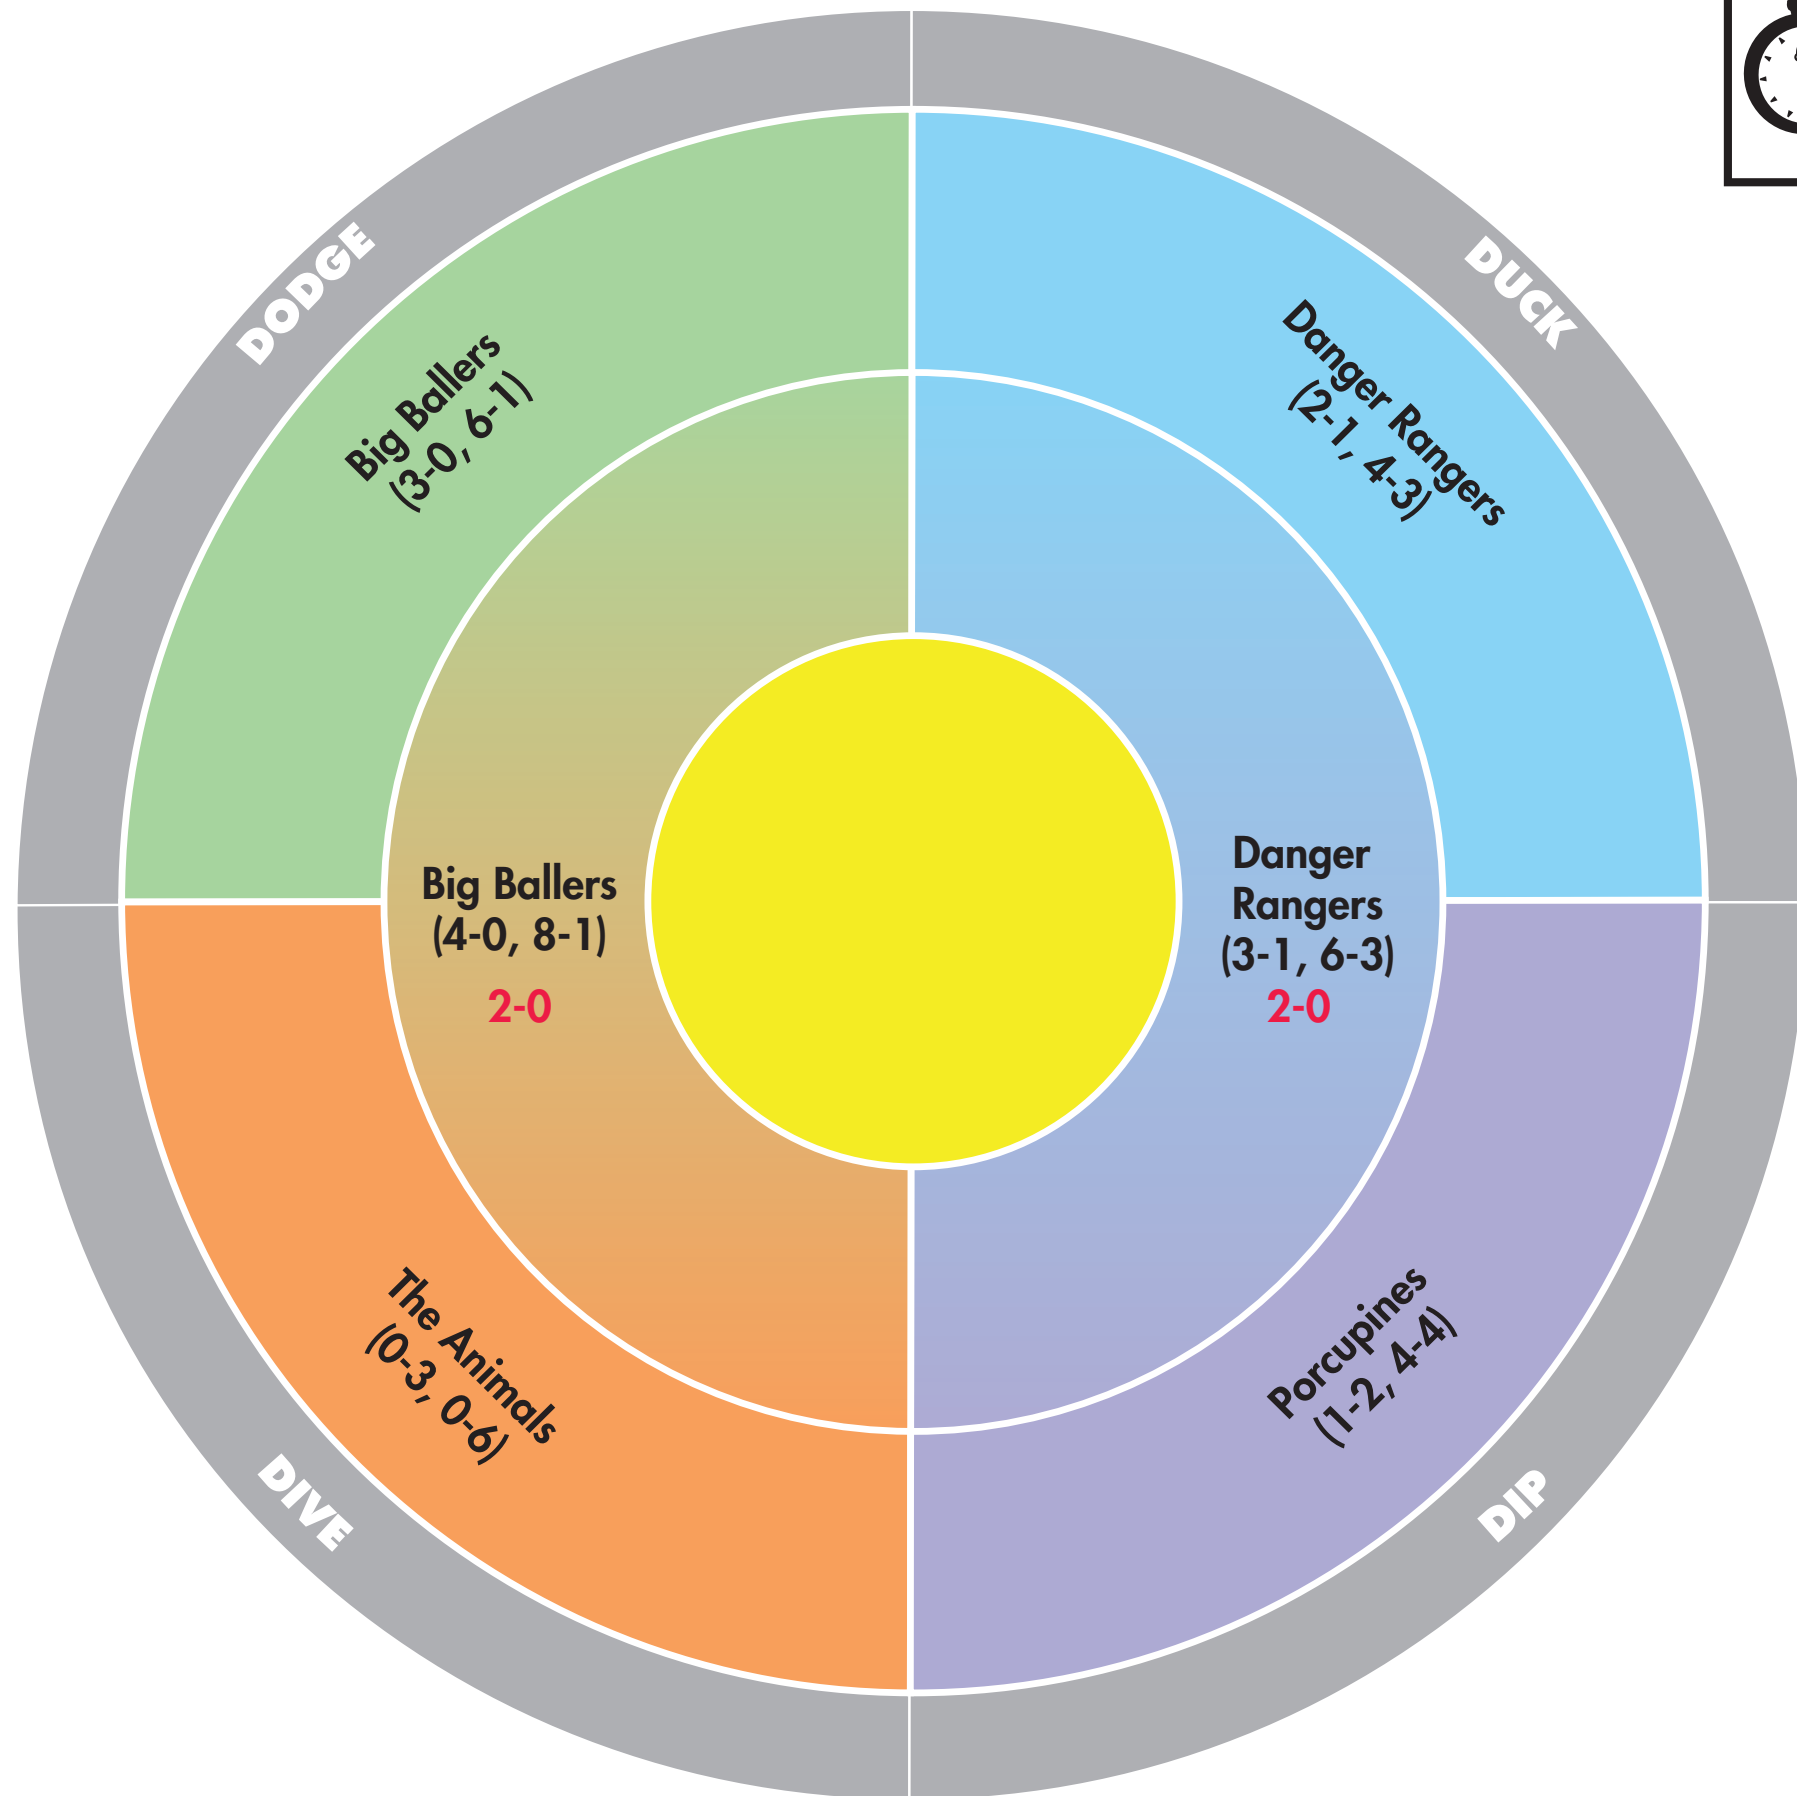 DODGE
DUCK
Big Ballers
(3-0, 6-1)
Danger Rangers
(2-1, 4-3)
Big Ballers
(4-0, 8-1)
2-0
Danger
Rangers
(3-1, 6-3)
2-0
The Animals
(0-3, 0-6)
Porcupines
(1-2, 4-4)
DIVE
DIP